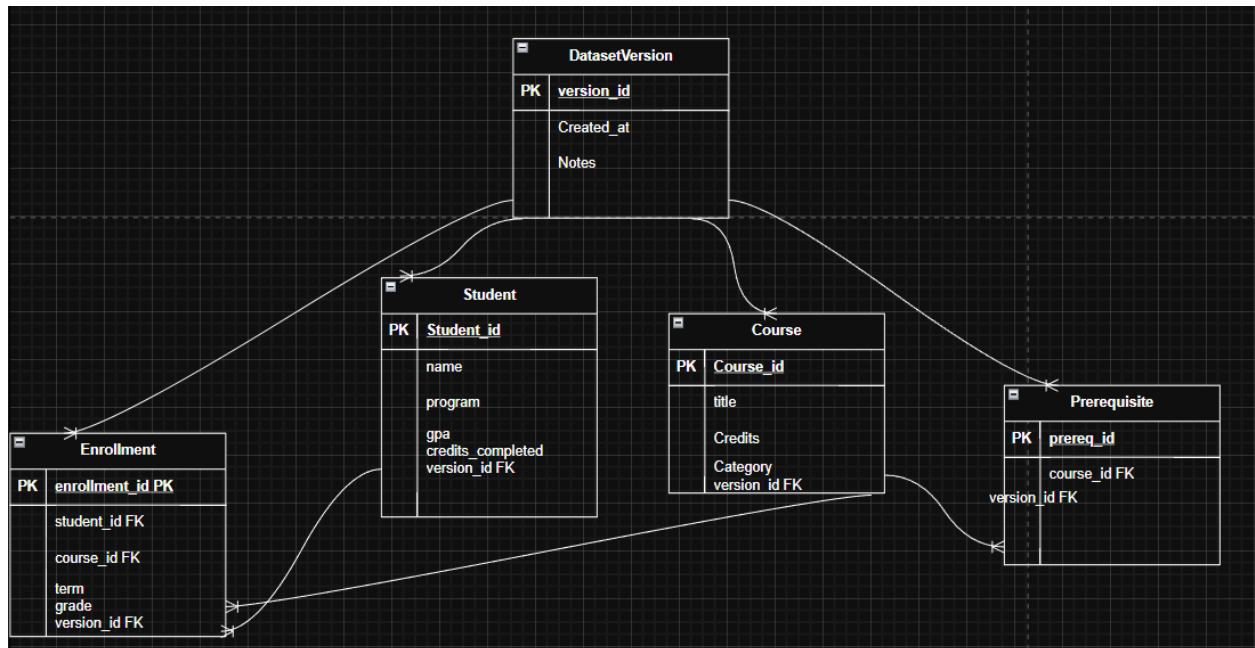 DatasetVersion
PK version_id
Created_at
Notes
Student
PK Student_id
name
program
gpa
credits_completed
version_id FK
Course
PK Course_id
title
Credits
Category
version_id FK
Prerequisite
PK prereq_id
course_id FK
version_id FK
Enrollment
PK enrollment_id PK
student_id FK
course_id FK
term
grade
version_id FK